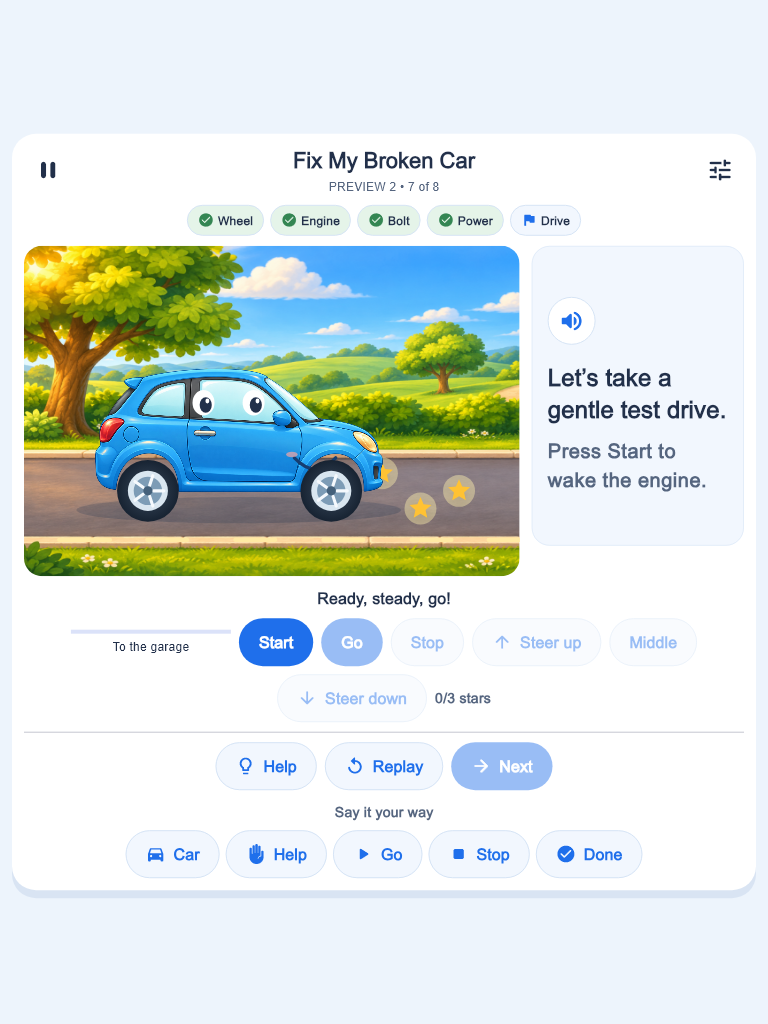 Fix My Broken Car
PREVIEW 2 • 7 of 8
Wheel Engine Bolt Power Drive
Let’s take a
gentle test drive.
Press Start to
wake the engine.
Ready, steady, go!
To the garage Start Go Stop Steer up Middle
Steer down 0/3 stars
Help Replay Next
Say it your way
Car Help Go Stop Done